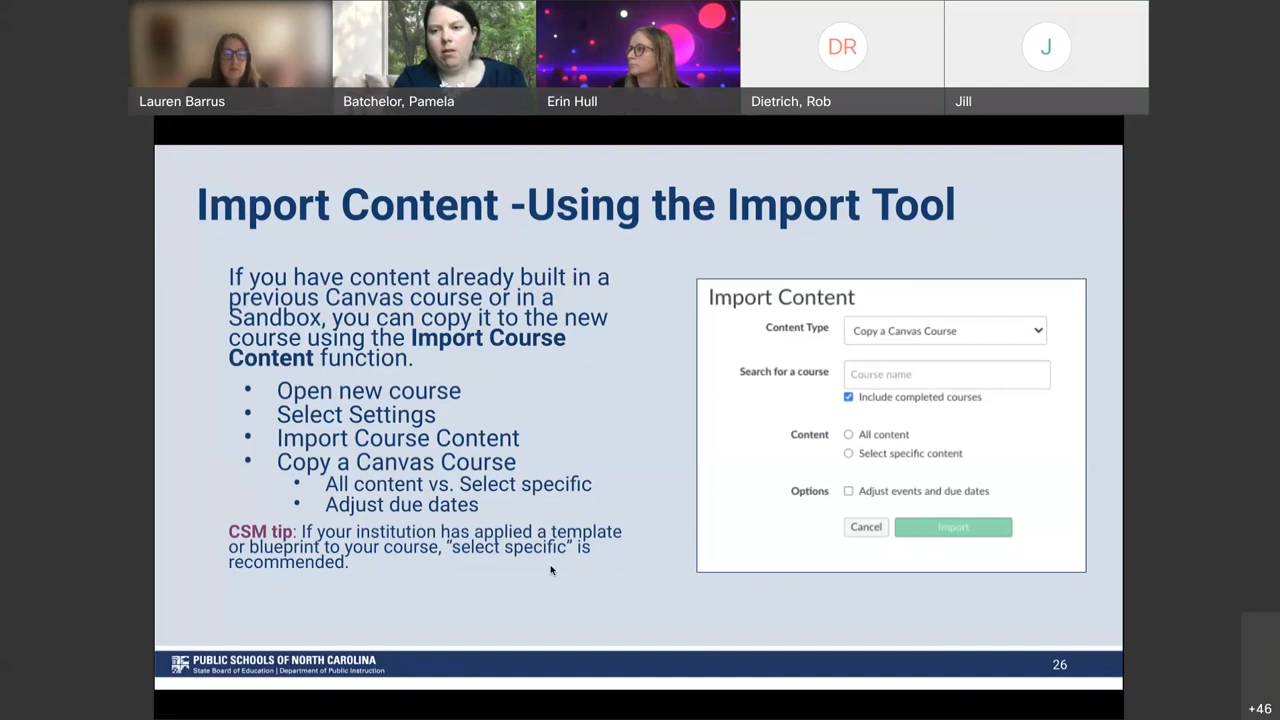 DR
J
Lauren Barrus
Batchelor, Pamela
Erin Hull
Dietrich, Rob
Jill
Import Content -Using the Import Tool
If you have content already built in a
previous Canvas course or in a
Sandbox, you can copy it to the new
course using the Import Course
Content function.
• Open new course
• Select Settings
• Import Course Content
• Copy a Canvas Course
• All content vs. Select specific
• Adjust due dates
CSM tip: If your institution has applied a template
or blueprint to your course, “select specific” is
recommended.
Import Content
Content Type
Copy a Canvas Course
Search for a course
Course name
Include completed courses
Content
All content
Select specific content
Options
Adjust events and due dates
Cancel
Import
PUBLIC SCHOOLS OF NORTH CAROLINA
State Board of Education | Department of Public Instruction
26
+46